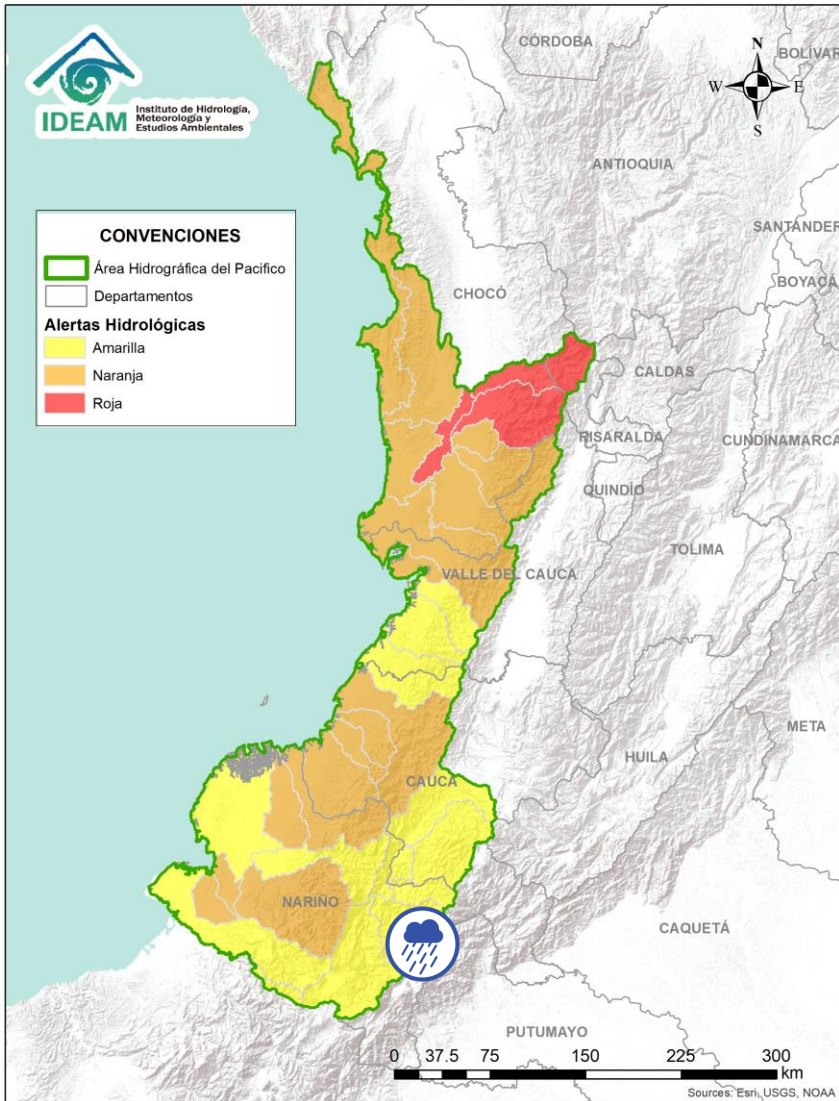 CÓRDOBA
BOLÍVAR
N
W
E
S
IDEAM
Instituto de Hidrología,
Meteorología y
Estudios Ambientales
ANTIOQUIA
SANTANDER
BOYACÁ
CONVENCIONES
Área Hidrográfica del Pacifico
Departamentos
Alertas Hidrológicas
Amarilla
Naranja
Roja
CHOCÓ
CALDAS
RISARALDA
CUNDINAMARCA
QUINDÍO
TOLIMA
VALLE DEL CAUCA
META
HUILA
CAUCA
NARIÑO
CAQUETÁ
PUTUMAYO
0 37.5 75 150 225 300
km
Sources: Esri, USGS, NOAA